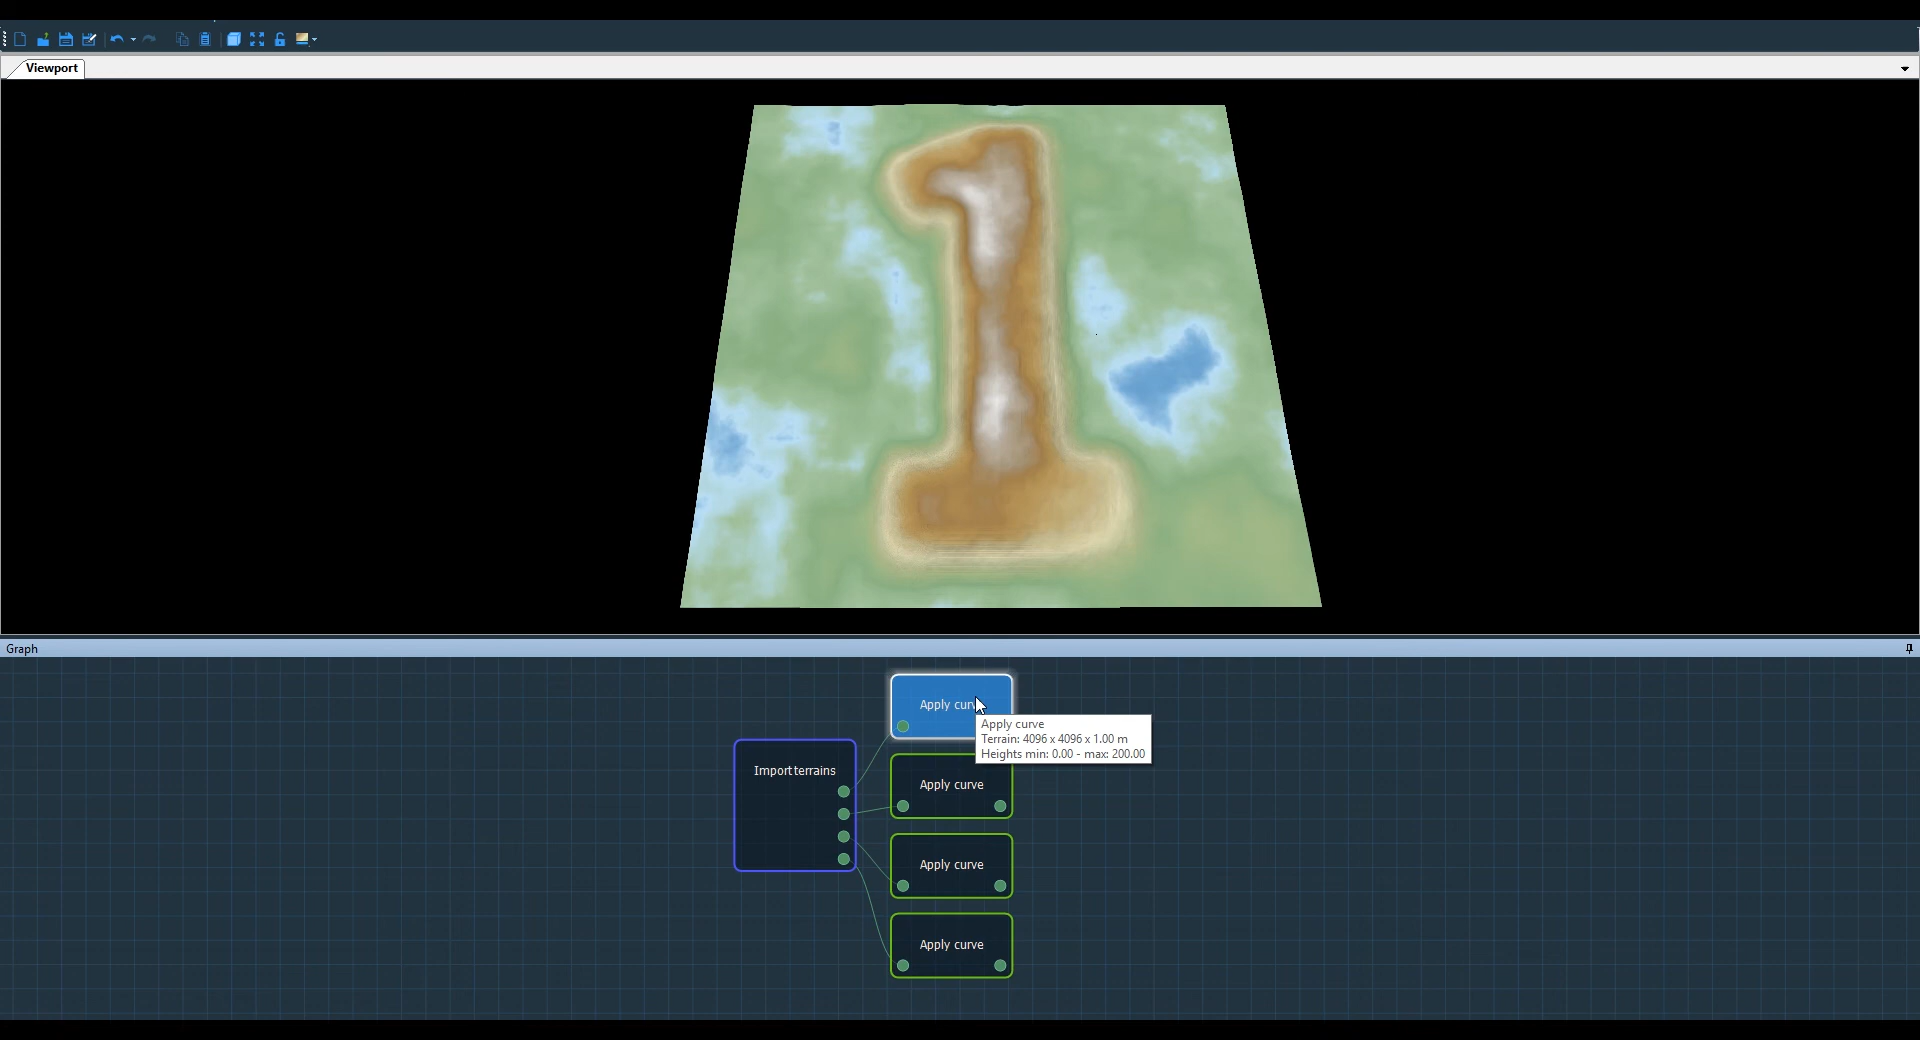 Viewport
Graph
Apply curv
Apply curve
Terrain: 4096 x 4096 x 1.00 m
Heights min: 0.00 - max: 200.00
Import terrains
Apply curve
Apply curve
Apply curve